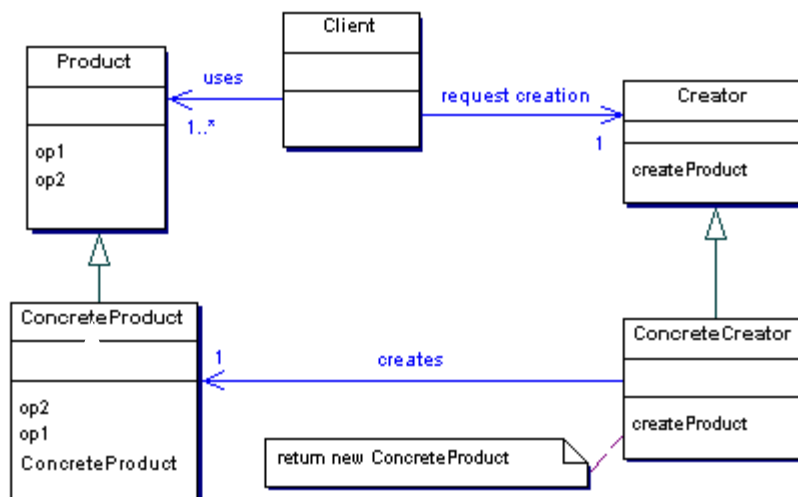 Client
Product
uses
1..*
request creation
1
Creator
op1
op2
createProduct
ConcreteProduct
ConcreteCreator
1
creates
op2
op1
ConcreteProduct
createProduct
return new ConcreteProduct